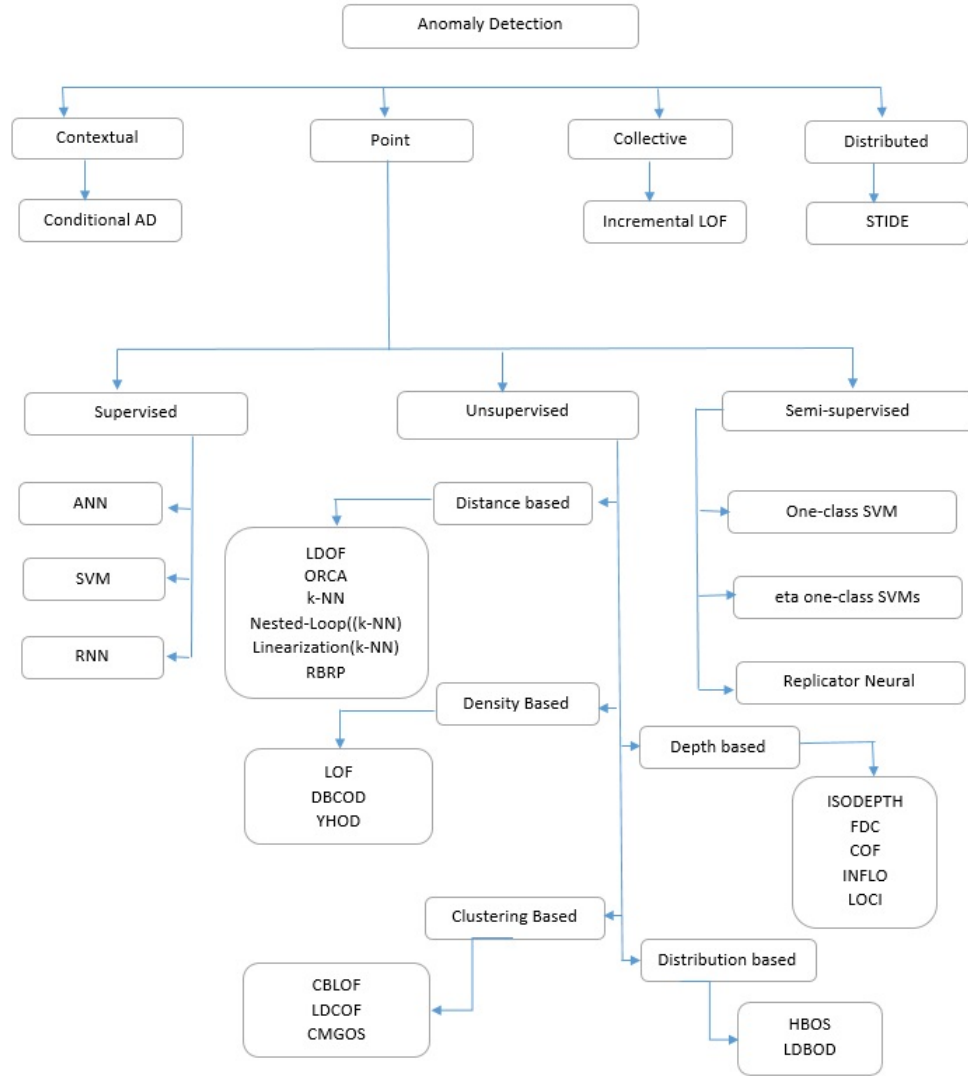 Anomaly Detection
Contextual
Point
Collective
Distributed
Conditional AD
Incremental LOF
STIDE
Supervised
Unsupervised
Semi-supervised
ANN
SVM
RNN
Distance based
LDOF
ORCA
k-NN
Nested-Loop((k-NN)
Linearization(k-NN)
RBRP
One-class SVM
eta one-class SVMs
Replicator Neural
Density Based
LOF
DBCOD
YHOD
Depth based
ISODEPTH
FDC
COF
INFLO
LOCI
Clustering Based
CBLOF
LDCOF
CMGOS
Distribution based
HBOS
LDBOD